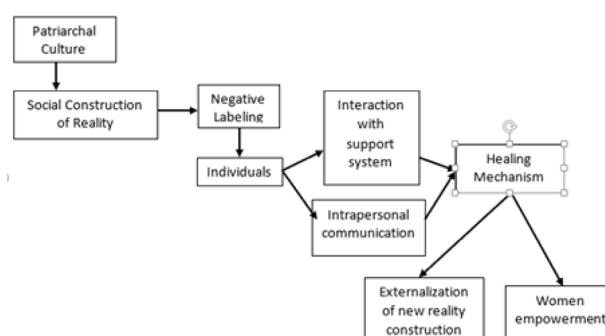 Patriarchal
Culture
Social Construction
of Reality
Negative
Labeling
Individuals
Interaction
with
support
system
Intrapersonal
communication
Healing
Mechanism
Externalization
of new reality
construction
Women
empowerment